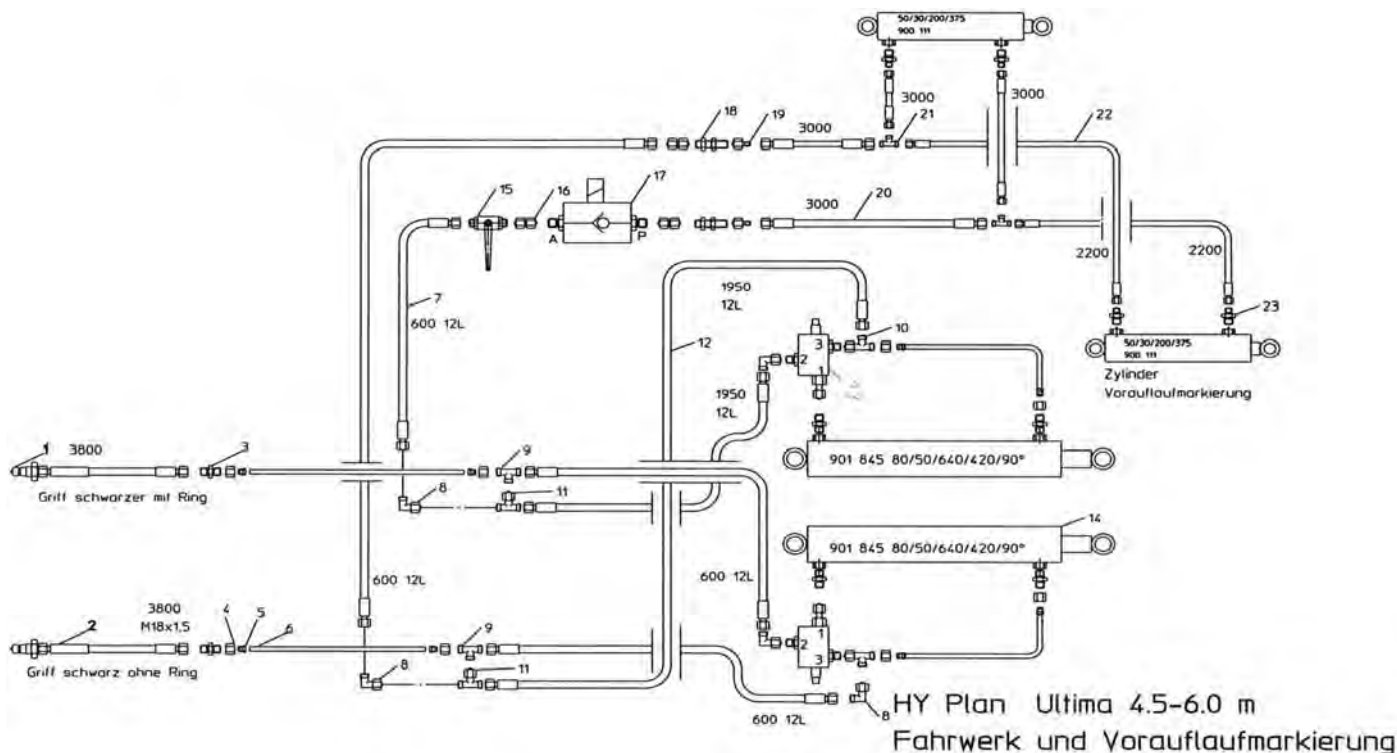 50/30/200/375
900 111
3000
3000
18
19
3000
21
22
15
16
17
A
P
3000
20
2200
2200
7
600 12L
1950
12L
12
10
23
3
2
1
50/30/200/375
900 111
Zylinder
Vorauflaufmarkierung
1950
12L
1
3800
3
9
901 845 80/50/640/420/90°
Griff schwarzer mit Ring
8
11
14
901 845 80/50/640/420/90°
600 12L
600 12L
3800
M18x1,5
2
4
5
6
9
1
2
3
Griff schwarz ohne Ring
8
11
600 12L
8
HY Plan Ultima 4.5-6.0 m
Fahrwerk und Vorauflaufmarkierung